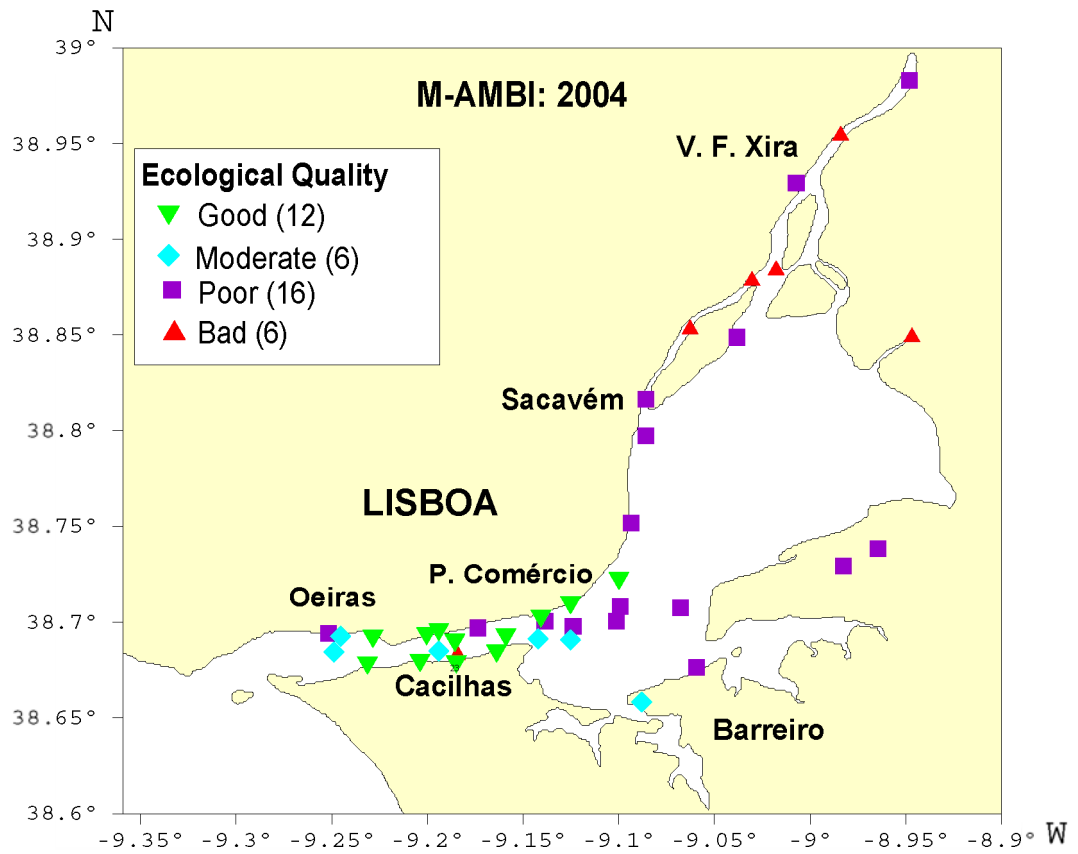 N
39°
M-AMBI: 2004
38.95°
V. F. Xira
Ecological Quality
Good (12)
38.9°
Moderate (6)
Poor (16)
Bad (6)
38.85°
Sacavém
38.8°
LISBOA
38.75°
P. Comércio
Oeiras
38.7°
Cacilhas
38.65°
Barreiro
38.6°
-9.35° -9.3° -9.25° -9.2° -9.15° -9.1° -9.05° -9° -8.95° -8.9° W